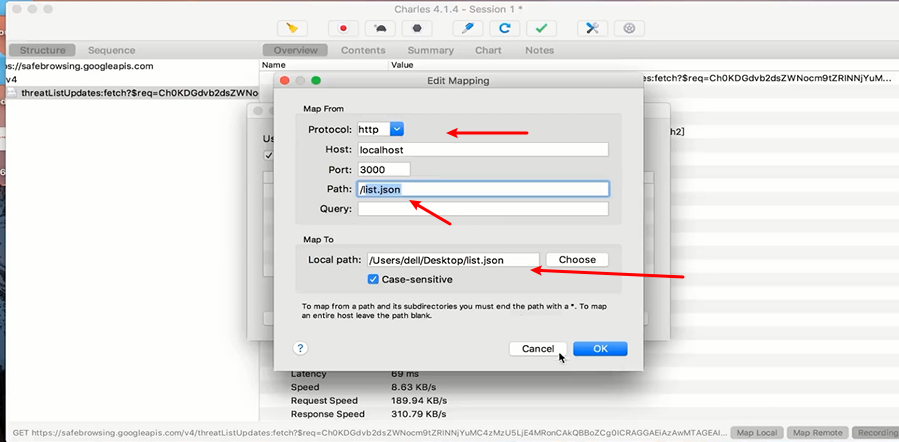 Charles 4.1.4 - Session 1 *
Structure Sequence Overview Contents Summary Chart Notes
ps://safebrowsing.googleapis.com
v4
threatListUpdates:fetch?$req=Ch0KDGdvb2dsZWNo
Name Value
Edit Mapping
Map From
Protocol: http
Host: localhost
Port: 3000
Path: /list.json
Query:
Map To
Local path: /Users/dell/Desktop/list.json Choose
Case-sensitive
To map from a path and its subdirectories you must end the path with a *. To map
an entire host leave the path blank.
? Cancel OK
es:fetch?$req=Ch0KDGdvb2dsZWNocm9tZRINNjYuM...
h2]
Latency 69 ms
Speed 8.63 KB/s
Request Speed 189.94 KB/s
Response Speed 310.79 KB/s
GET https://safebrowsing.googleapis.com/v4/threatListUpdates:fetch?$req=Ch0KDGdvb2dsZWNocm9tZRINNjYuMC4zMzU5LjE4MRonCAkQBBoZCg0ICRAGGAEiAzAwMTAGEAI... Map Local Map Remote Recording